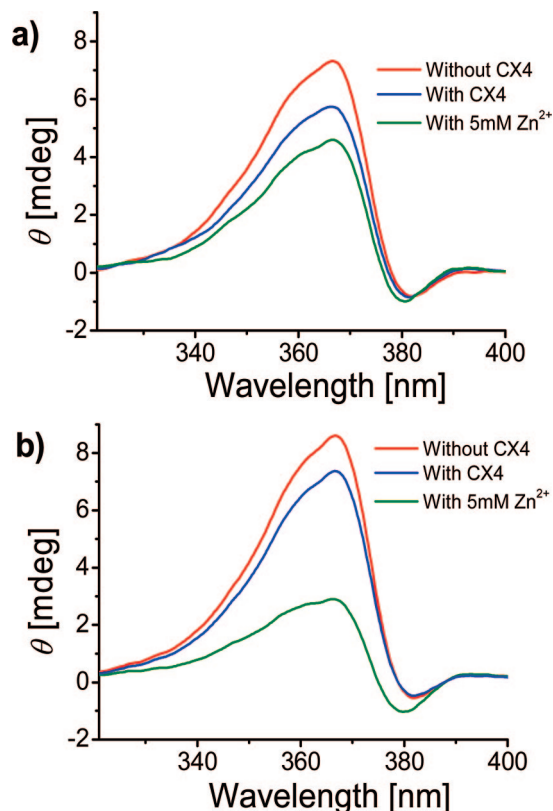 a)
8
6
4
2
0
-2
θ [mdeg]
Without CX4
With CX4
With 5mM Zn²⁺
340 360 380 400
Wavelength [nm]
b)
8
6
4
2
0
-2
θ [mdeg]
Without CX4
With CX4
With 5mM Zn²⁺
340 360 380 400
Wavelength [nm]